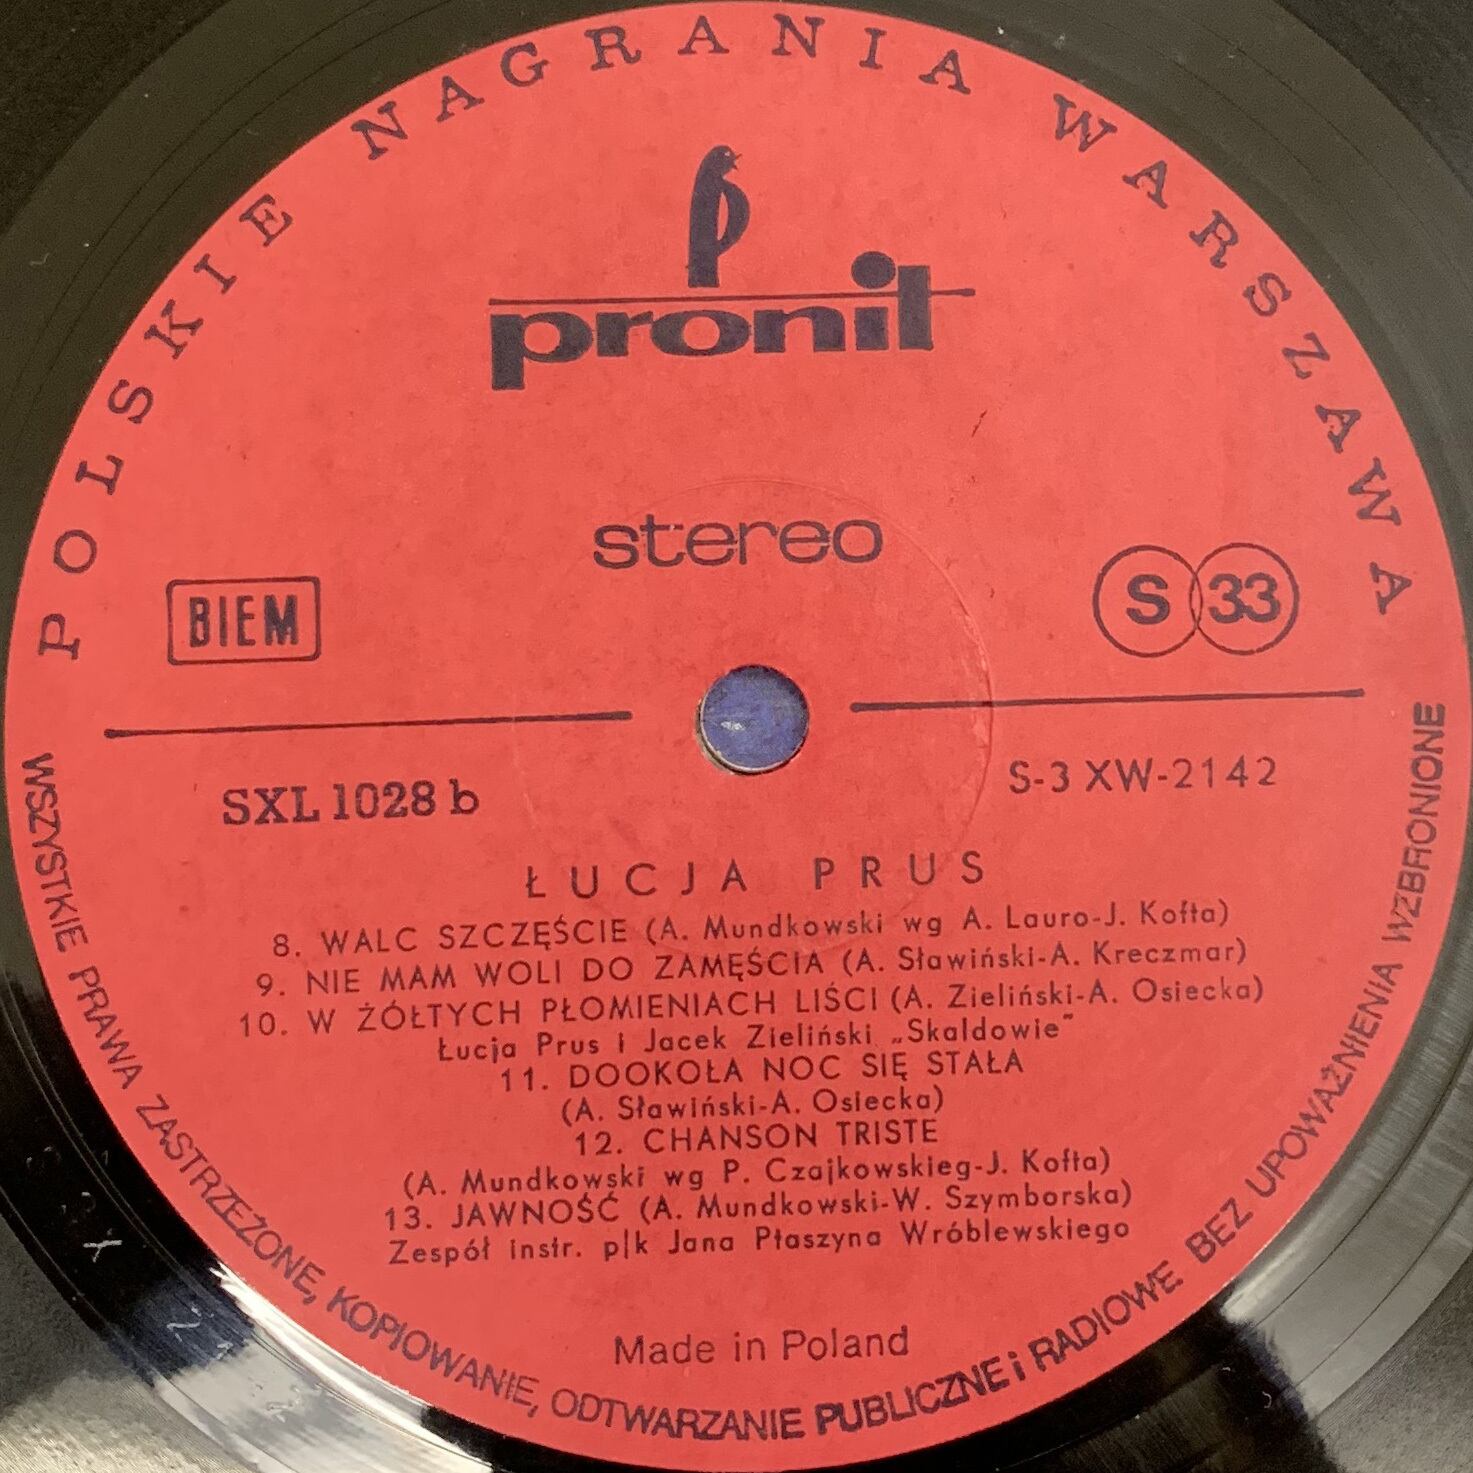 POLSKIE NAGRANIA WARSZAWA
pronit
stereo
BIEM
S 33
SXL 1028 b
S-3 XW-2142
ŁUCJA PRUS
8. WALC SZCZĘŚCIE (A. Mundkowski wg A. Lauro-J. Kofta)
9. NIE MAM WOLI DO ZAMĘŚCIA (A. Sławiński-A. Kreczmar)
10. W ŻÓŁTYCH PŁOMIENIACH LIŚCI (A. Zieliński-A. Osiecka)
Łucja Prus i Jacek Zieliński „Skaldowie"
11. DOOKOŁA NOC SIĘ STAŁA
(A. Sławiński-A. Osiecka)
12. CHANSON TRISTE
(A. Mundkowski wg P. Czajkowskieg-J. Kofta)
13. JAWNOŚĆ (A. Mundkowski-W. Szymborska)
Zespół instr. p|k Jana Ptaszyna Wróblewskiego
Made in Poland
WSZYSTKIE PRAWA ZASTRZEŻONE, KOPIOWANIE, ODTWARZANIE PUBLICZNE i RADIOWE BEZ UPOWAŻNIENIA WZBRONIONE